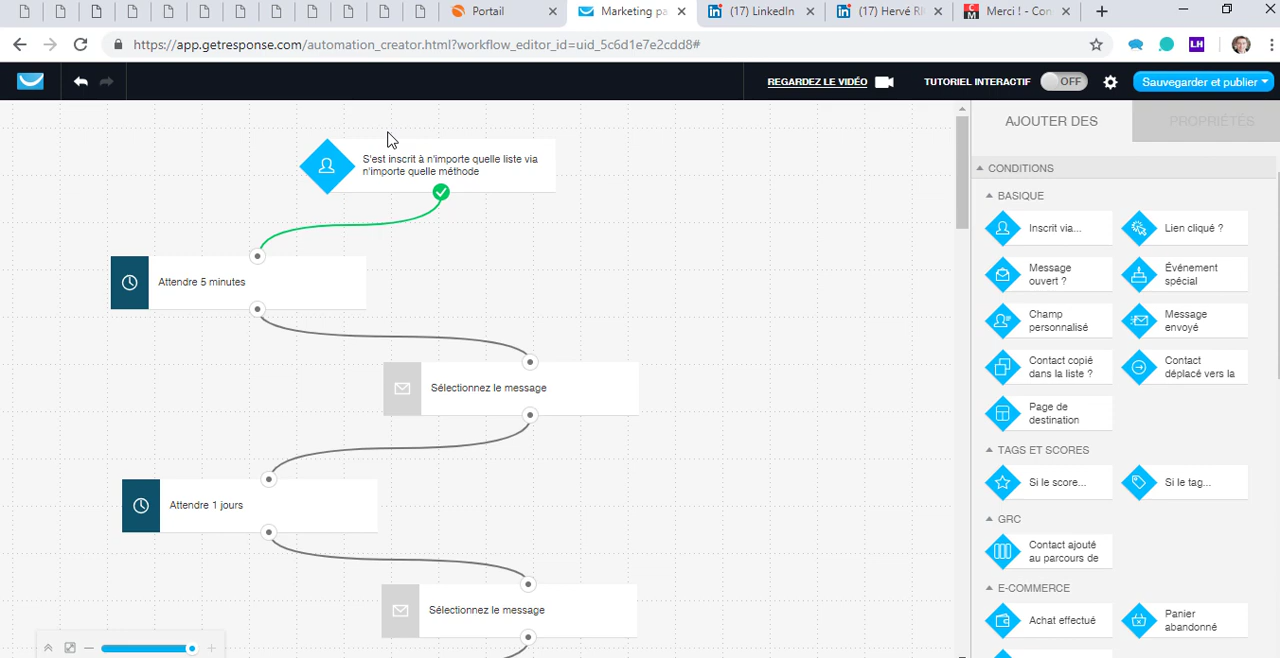 Portail
Marketing pa
(17) LinkedIn
(17) Hervé RI
Merci ! - Con
https://app.getresponse.com/automation_creator.html?workflow_editor_id=uid_5c6d1e7e2cdd8#
LH
REGARDEZ LE VIDÉO
TUTORIEL INTERACTIF
OFF
Sauvegarder et publier
S'est inscrit à n'importe quelle liste via
n'importe quelle méthode
Attendre 5 minutes
Sélectionnez le message
Attendre 1 jours
Sélectionnez le message
AJOUTER DES
PROPRIÉTÉS
CONDITIONS
BASIQUE
Inscrit via...
Lien cliqué ?
Message
ouvert ?
Événement
spécial
Champ
personnalisé
Message
envoyé
Contact copié
dans la liste ?
Contact
déplacé vers la
Page de
destination
TAGS ET SCORES
Si le score...
Si le tag...
GRC
Contact ajouté
au parcours de
E-COMMERCE
Achat effectué
Panier
abandonné